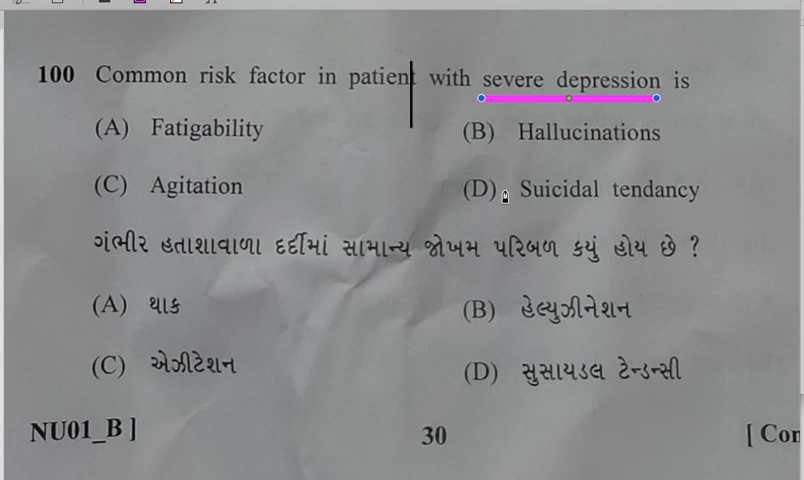 100 Common risk factor in patient with severe depression is
(A) Fatigability (B) Hallucinations
(C) Agitation (D) Suicidal tendancy
ગંભીર હતાશાવાળા દર્દીમાં સામાન્ય જોખમ પરિબળ કયું હોય છે ?
(A) થાક (B) હેલ્યુઝીનેશન
(C) એઝીટેશન (D) સુસાયડલ ટેન્ડન્સી
NU01_B ] 30 [ Con